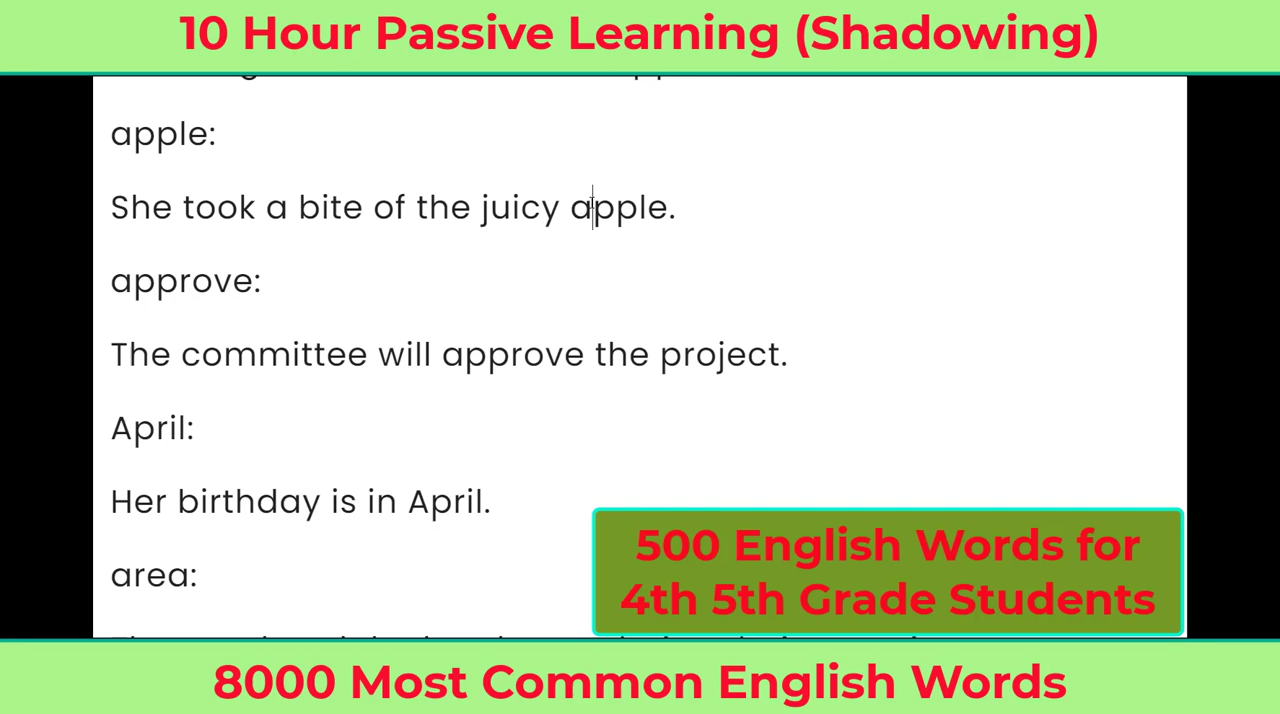 10 Hour Passive Learning (Shadowing)
apple:
She took a bite of the juicy apple.
approve:
The committee will approve the project.
April:
Her birthday is in April.
area:
500 English Words for
4th 5th Grade Students
8000 Most Common English Words